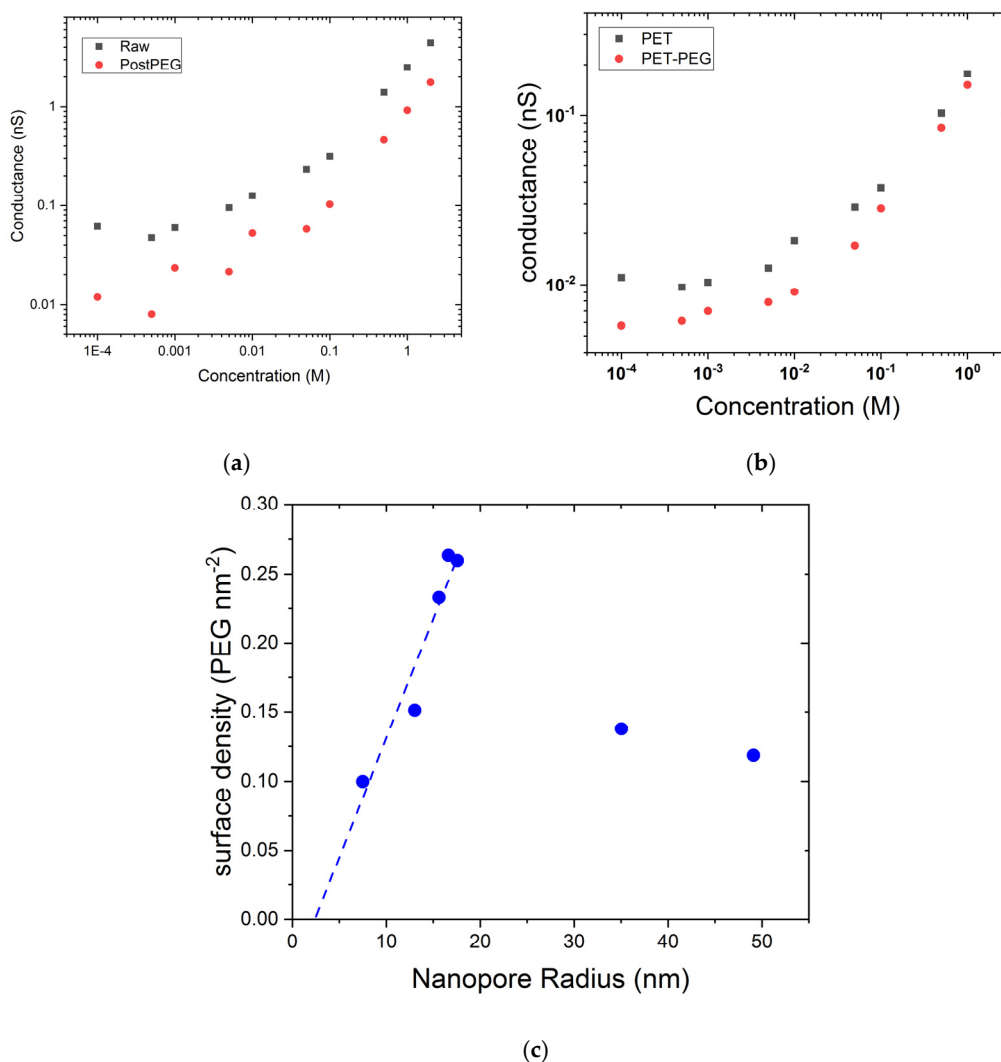 Raw
PostPEG
Conductance (nS)
1
0.1
0.01
1E-4 0.001 0.01 0.1 1
Concentration (M)
(a)
PET
PET-PEG
conductance (nS)
10⁻¹
10⁻²
10⁻⁴ 10⁻³ 10⁻² 10⁻¹ 10⁰
Concentration (M)
(b)
surface density (PEG nm⁻²)
0.30
0.25
0.20
0.15
0.10
0.05
0.00
0 10 20 30 40 50
Nanopore Radius (nm)
(c)